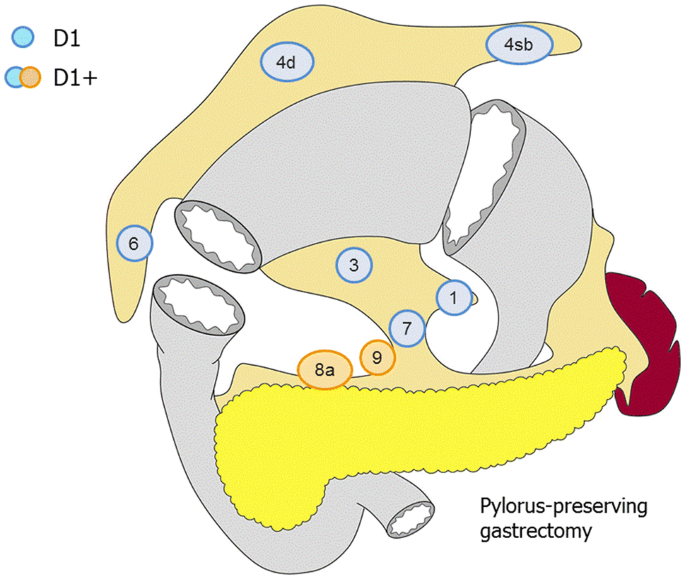 D1
D1+
4d
4sb
6
3
1
7
9
8a
Pylorus-preserving
gastrectomy